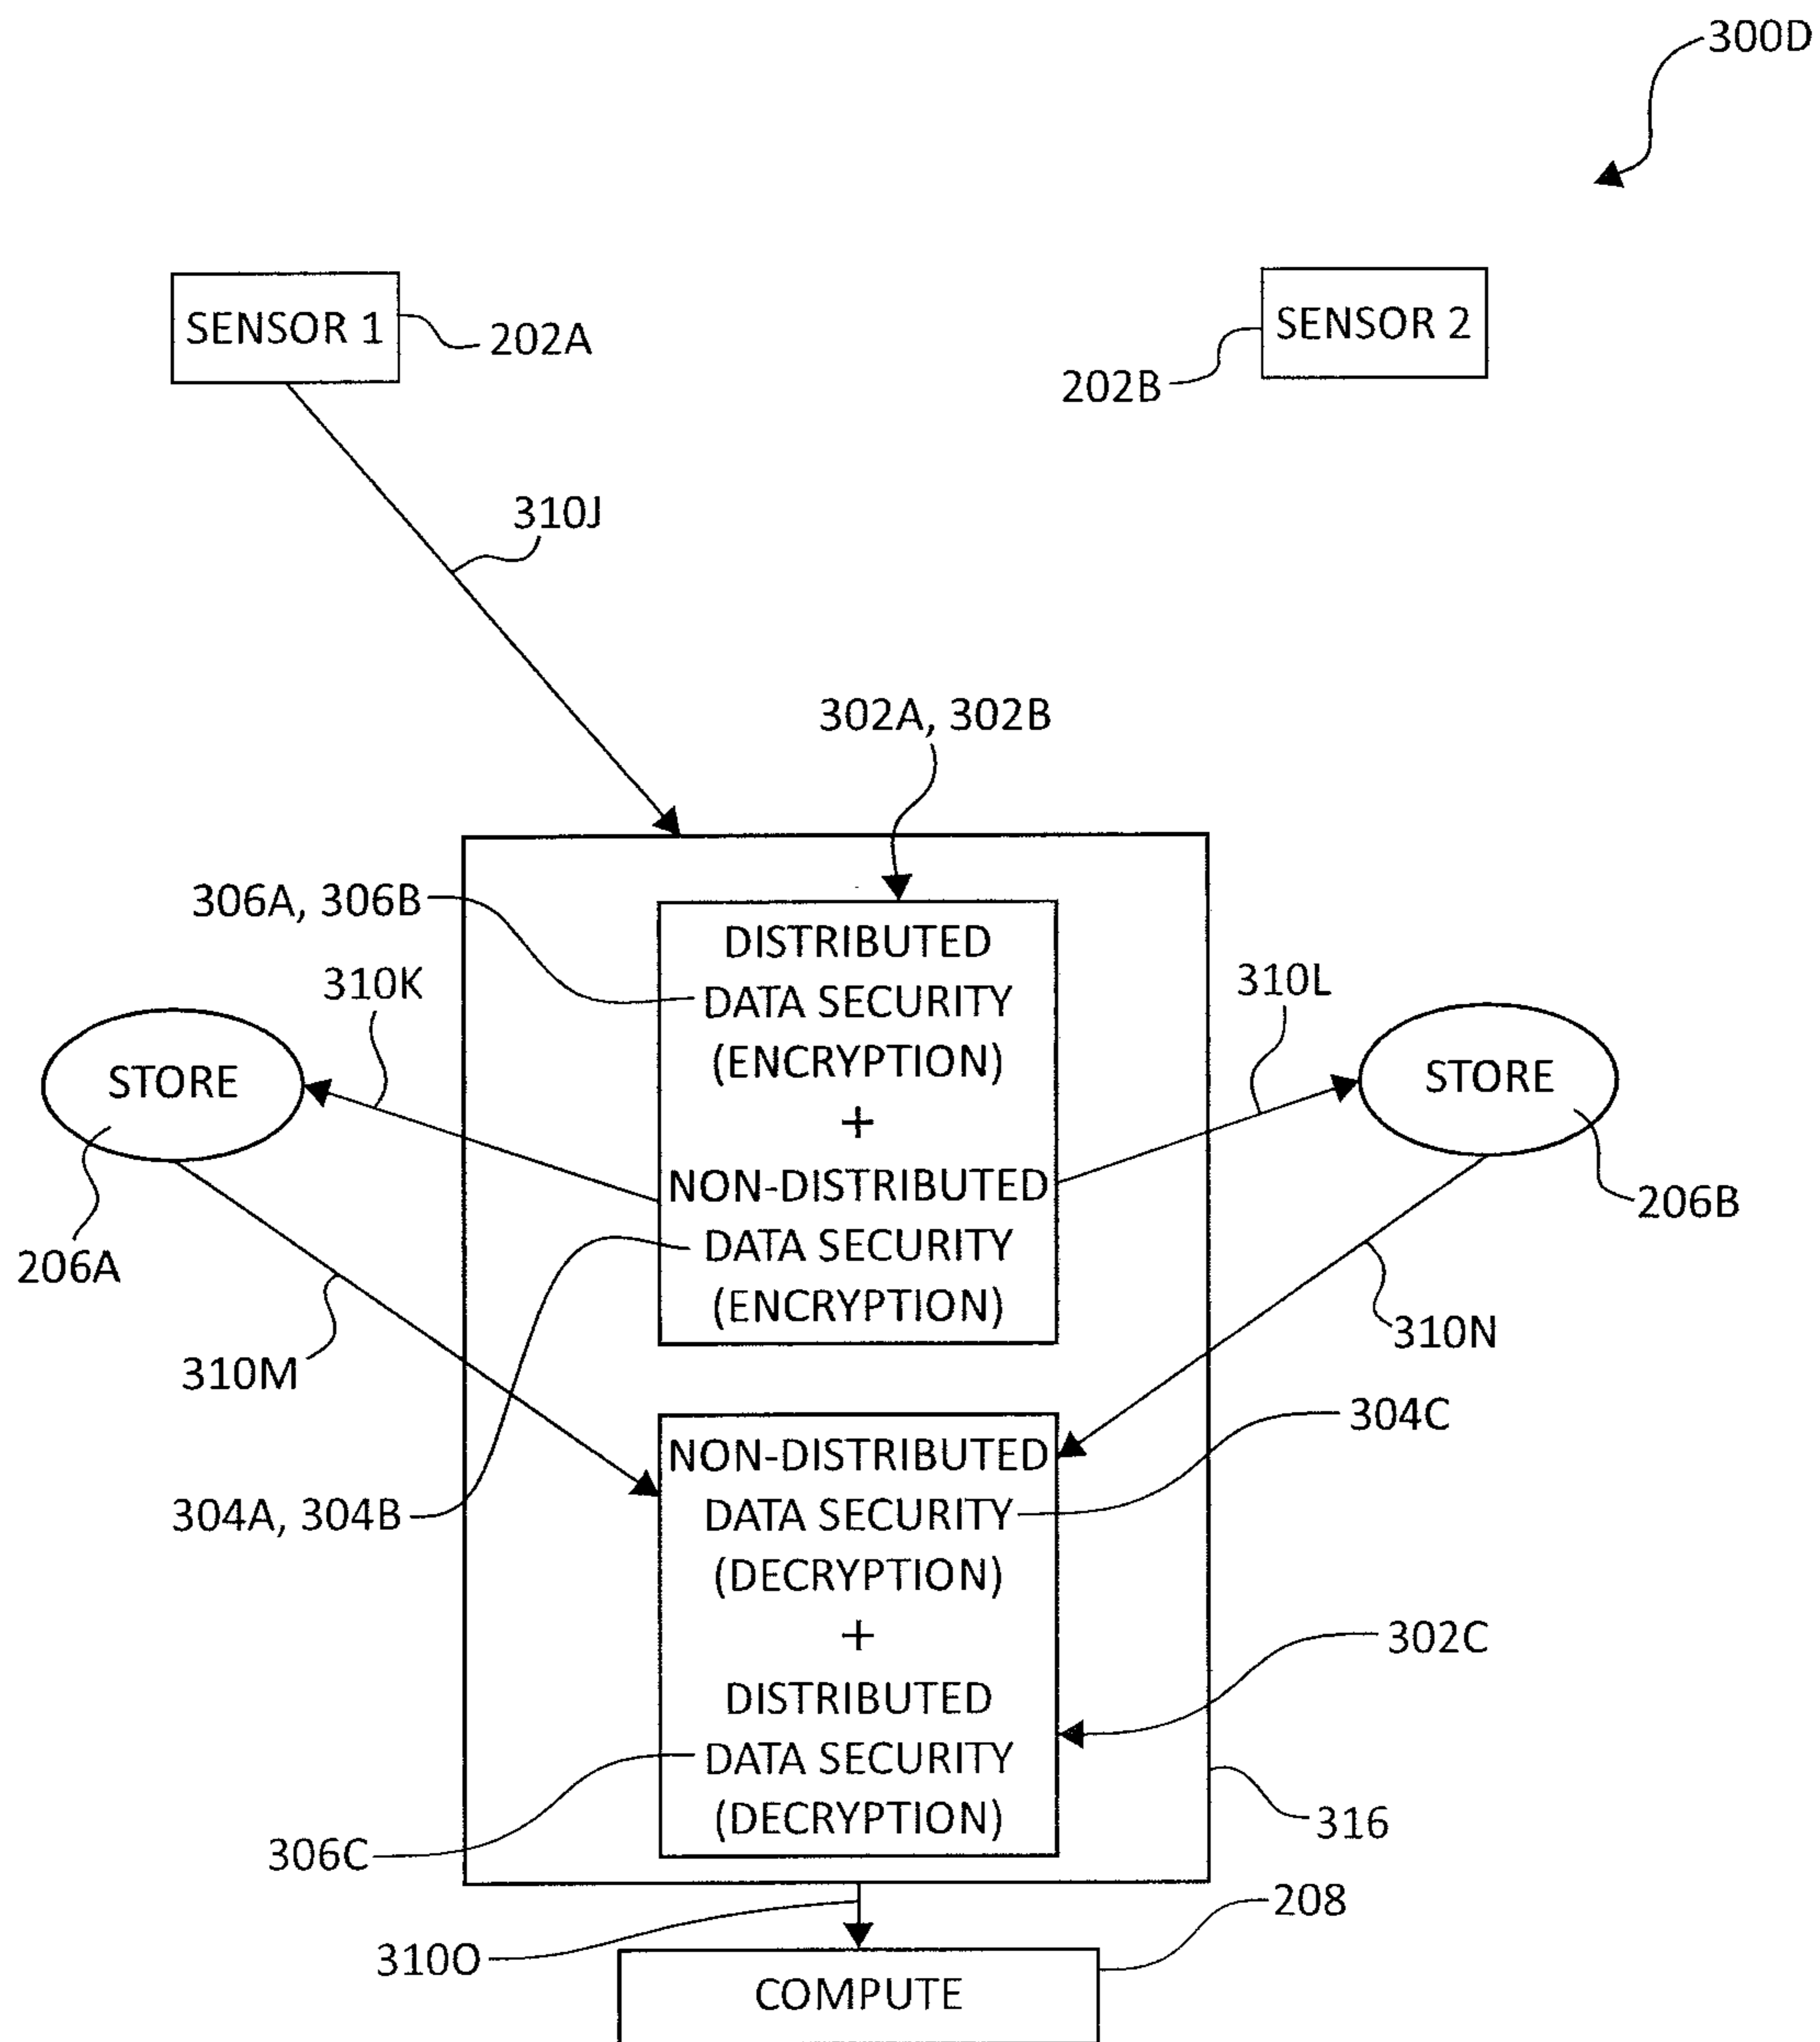 300D
SENSOR 1
202A
SENSOR 2
202B
310J
302A, 302B
306A, 306B
DISTRIBUTED
DATA SECURITY
(ENCRYPTION)
+
NON-DISTRIBUTED
DATA SECURITY
(ENCRYPTION)
310K
310L
STORE
STORE
206A
206B
310M
310N
304A, 304B
NON-DISTRIBUTED
DATA SECURITY
(DECRYPTION)
+
DISTRIBUTED
DATA SECURITY
(DECRYPTION)
304C
302C
306C
316
208
310O
COMPUTE